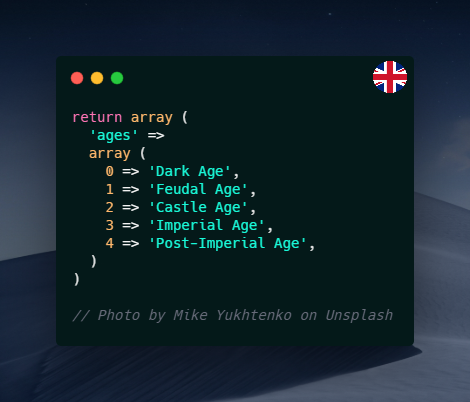 return array (
  'ages' =>
  array (
    0 => 'Dark Age',
    1 => 'Feudal Age',
    2 => 'Castle Age',
    3 => 'Imperial Age',
    4 => 'Post-Imperial Age',
  )
)
// Photo by Mike Yukhtenko on Unsplash